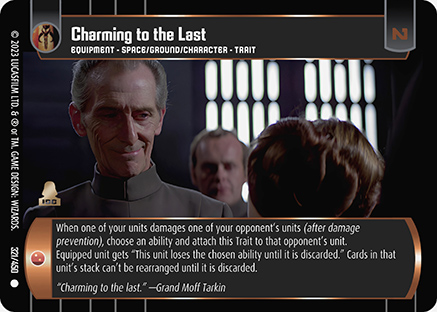 Charming to the Last
EQUIPMENT - SPACE/GROUND/CHARACTER - TRAIT
N
© 2023 LUCASFILM LTD. & ® or TM. GAME DESIGN: WIZARDS.
100
When one of your units damages one of your opponent's units (after damage
prevention), choose an ability and attach this Trait to that opponent's unit.
Equipped unit gets "This unit loses the chosen ability until it is discarded." Cards in
that unit's stack can't be rearranged until it is discarded.
"Charming to the last." —Grand Moff Tarkin